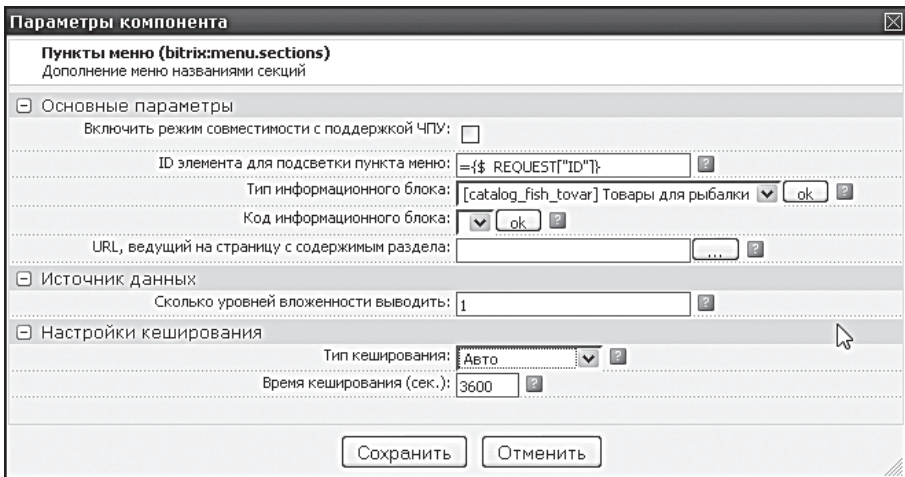 Параметры компонента
Пункты меню (bitrix:menu.sections)
Дополнение меню названиями секций
Основные параметры
Включить режим совместимости с поддержкой ЧПУ:
ID элемента для подсветки пункта меню: ={$_REQUEST["ID"]} ?
Тип информационного блока: [catalog_fish_tovar] Товары для рыбалки ok ?
Код информационного блока: ok ?
URL, ведущий на страницу с содержимым раздела: ... ?
Источник данных
Сколько уровней вложенности выводить: 1 ?
Настройки кеширования
Тип кеширования: Авто ?
Время кеширования (сек.): 3600 ?
Сохранить Отменить